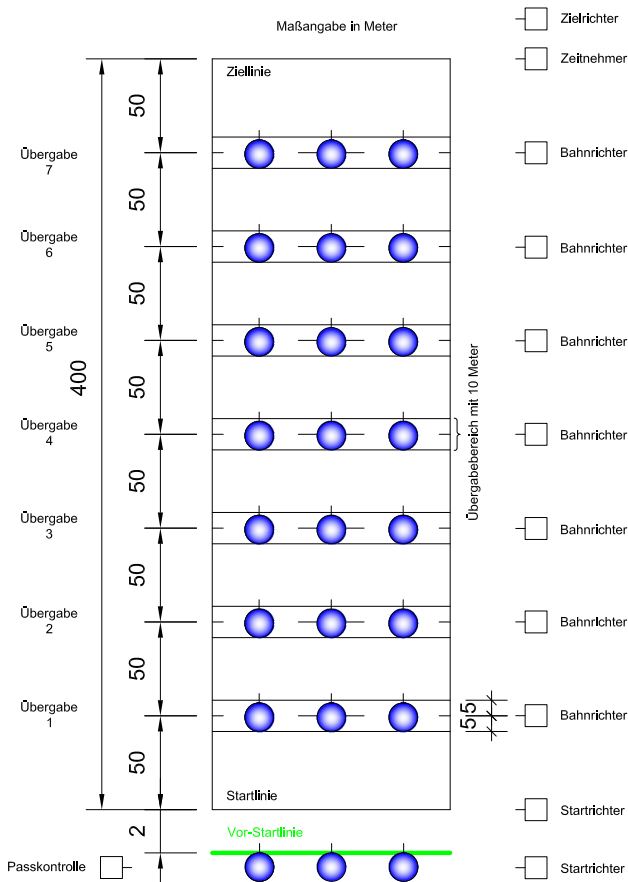 Maßangabe in Meter
Zielrichter
Ziellinie
Zeitnehmer
50
Übergabe
7
Bahnrichter
50
Übergabe
6
Bahnrichter
50
Übergabe
5
Bahnrichter
400
50
Übergabebereich mit 10 Meter
Übergabe
4
Bahnrichter
50
Übergabe
3
Bahnrichter
50
Übergabe
2
Bahnrichter
50
Übergabe
1
5
5
Bahnrichter
50
Startlinie
Startrichter
2
Vor-Startlinie
Passkontrolle
Startrichter